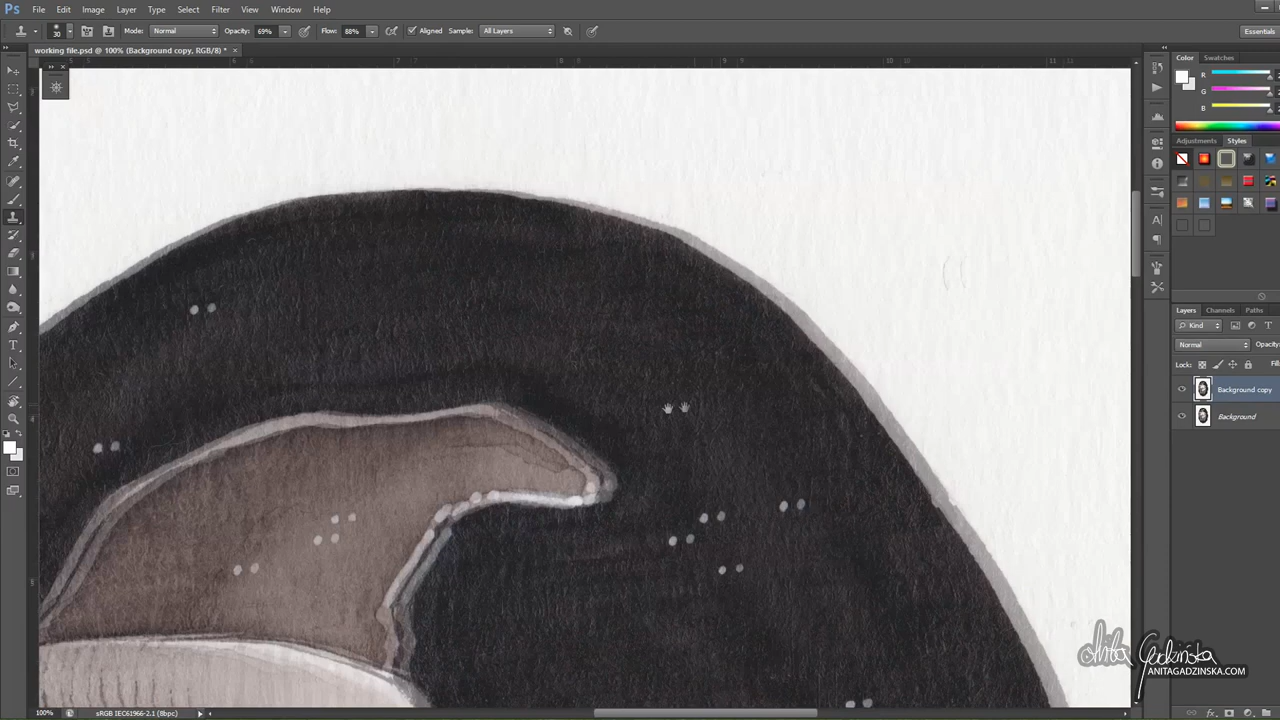 Ps File Edit Image Layer Type Select Filter View Window Help
30 Mode: Normal Opacity: 69% Flow: 88% Aligned Sample: All Layers Essentials
working file.psd @ 100% (Background copy, RGB/8) * ×
Color Swatches
R
G
B
Adjustments Styles
Layers Channels Paths
Kind
Normal Opacity:
Lock:
Background copy
Background
Anita Gadzińska
ANITAGADZINSKA.COM
100% sRGB IEC61966-2.1 (8bpc)